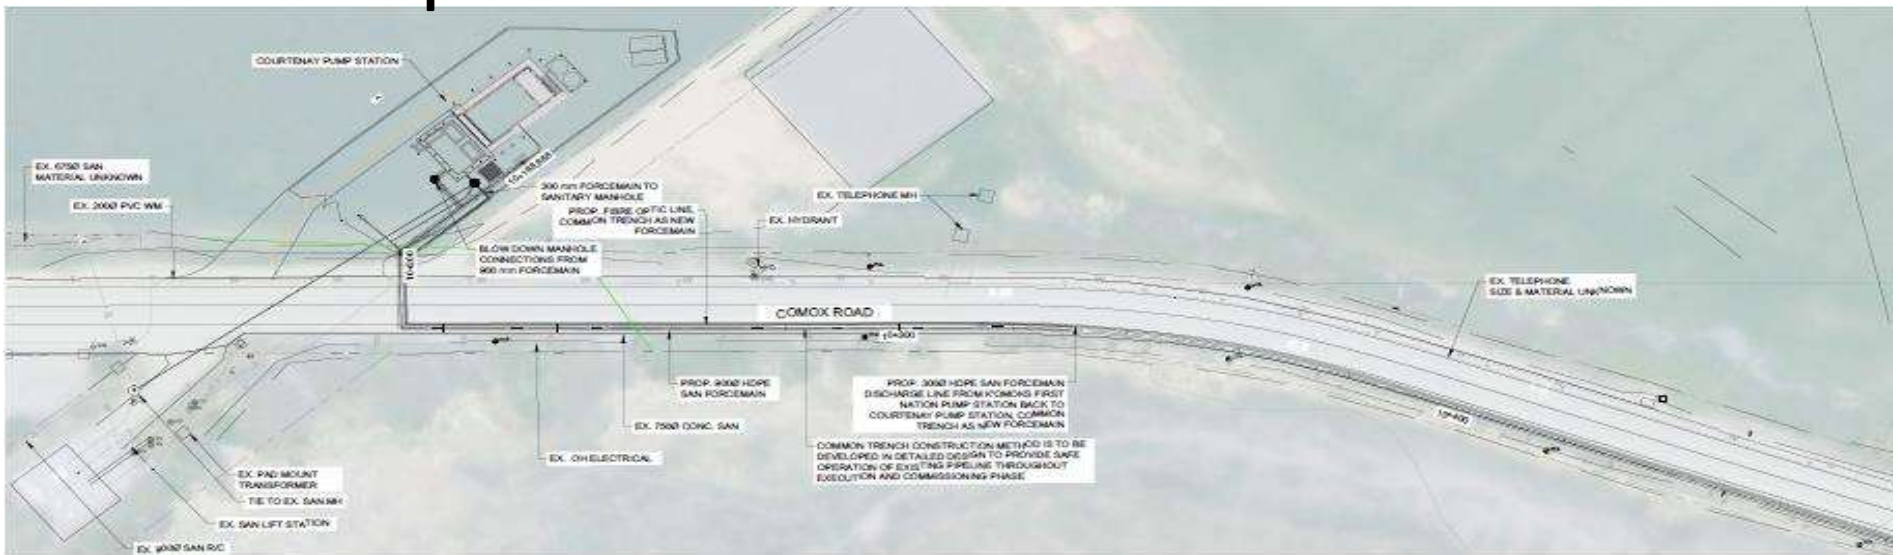 COURTENAY PUMP STATION
EX. 675Ø SAN
MATERIAL UNKNOWN
EX. 200Ø PVC WM
300 mm FORCEMAIN TO
SANITARY MANHOLE
PROP. FIBRE OPTIC LINE,
COMMON TRENCH AS NEW
FORCEMAIN
BLOW DOWN MANHOLE
CONNECTIONS FROM
900 mm FORCEMAIN
EX. HYDRANT
EX. TELEPHONE MH
EX. TELEPHONE
SIZE & MATERIAL UNKNOWN
COMOX ROAD
10+300
10+400
PROP. 900Ø HDPE
SAN FORCEMAIN
PROP. 300Ø HDPE SAN FORCEMAIN
DISCHARGE LINE FROM K'OMOKS FIRST
NATION PUMP STATION BACK TO
COURTENAY PUMP STATION, COMMON
TRENCH AS NEW FORCEMAIN
EX. 750Ø CONC. SAN
COMMON TRENCH CONSTRUCTION METHOD IS TO BE
DEVELOPED IN DETAILED DESIGN TO PROVIDE SAFE
OPERATION OF EXISTING PIPELINE THROUGHOUT
EXECUTION AND COMMISSIONING PHASE
EX. OH ELECTRICAL
EX. PAD MOUNT
TRANSFORMER
TIE TO EX. SAN MH
EX. SAN LIFT STATION
EX. SAN R/C